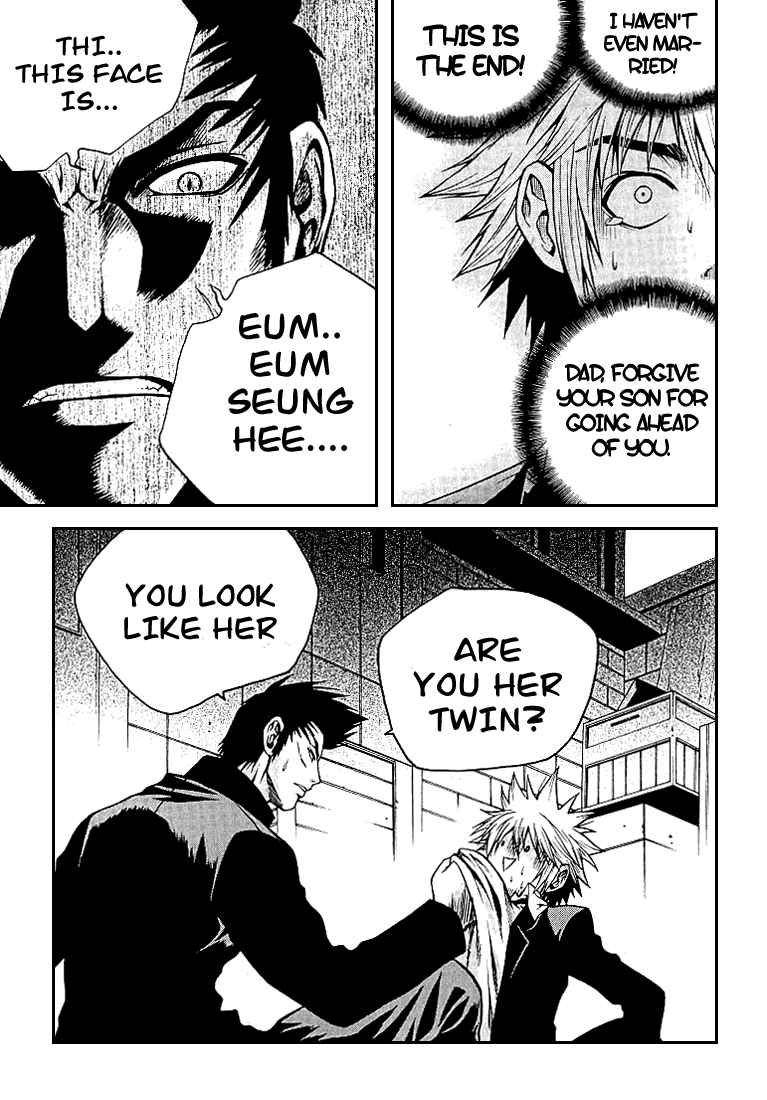 THI..
THIS FACE
IS...
EUM..
EUM
SEUNG
HEE....
THIS IS
THE END!
I HAVEN'T
EVEN MAR-
RIED!
DAD, FORGIVE
YOUR SON FOR
GOING AHEAD
OF YOU.
YOU LOOK
LIKE HER
ARE
YOU HER
TWIN?